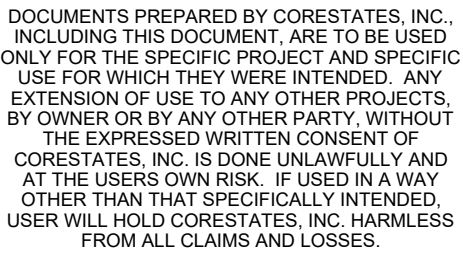 DOCUMENTS PREPARED BY CORESTATES, INC.,
INCLUDING THIS DOCUMENT, ARE TO BE USED
ONLY FOR THE SPECIFIC PROJECT AND SPECIFIC
USE FOR WHICH THEY WERE INTENDED. ANY
EXTENSION OF USE TO ANY OTHER PROJECTS,
BY OWNER OR BY ANY OTHER PARTY, WITHOUT
THE EXPRESSED WRITTEN CONSENT OF
CORESTATES, INC. IS DONE UNLAWFULLY AND
AT THE USERS OWN RISK. IF USED IN A WAY
OTHER THAN THAT SPECIFICALLY INTENDED,
USER WILL HOLD CORESTATES, INC. HARMLESS
FROM ALL CLAIMS AND LOSSES.